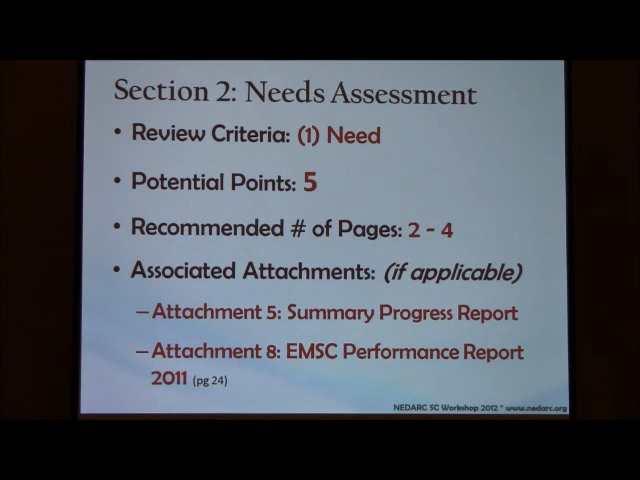 Section 2: Needs Assessment
• Review Criteria: (1) Need
• Potential Points: 5
• Recommended # of Pages: 2 - 4
• Associated Attachments: (if applicable)
– Attachment 5: Summary Progress Report
– Attachment 8: EMSC Performance Report
2011 (pg 24)
NEDARC SC Workshop 2012 * www.nedarc.org